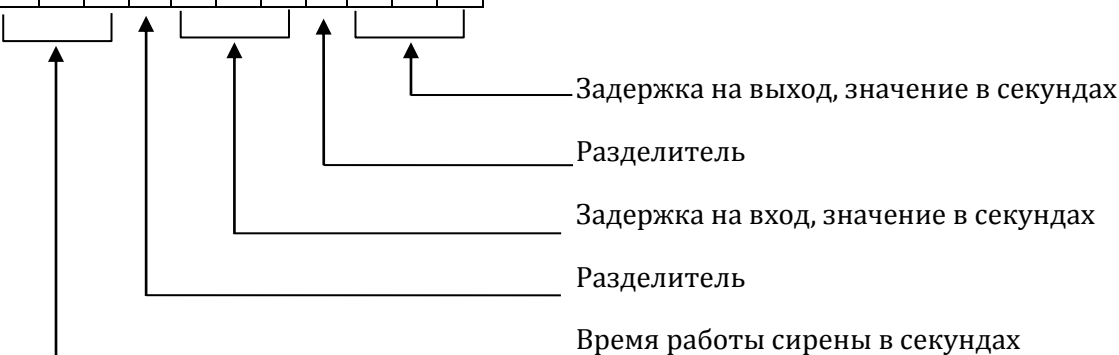 Задержка на выход, значение в секундах
Разделитель
Задержка на вход, значение в секундах
Разделитель
Время работы сирены в секундах